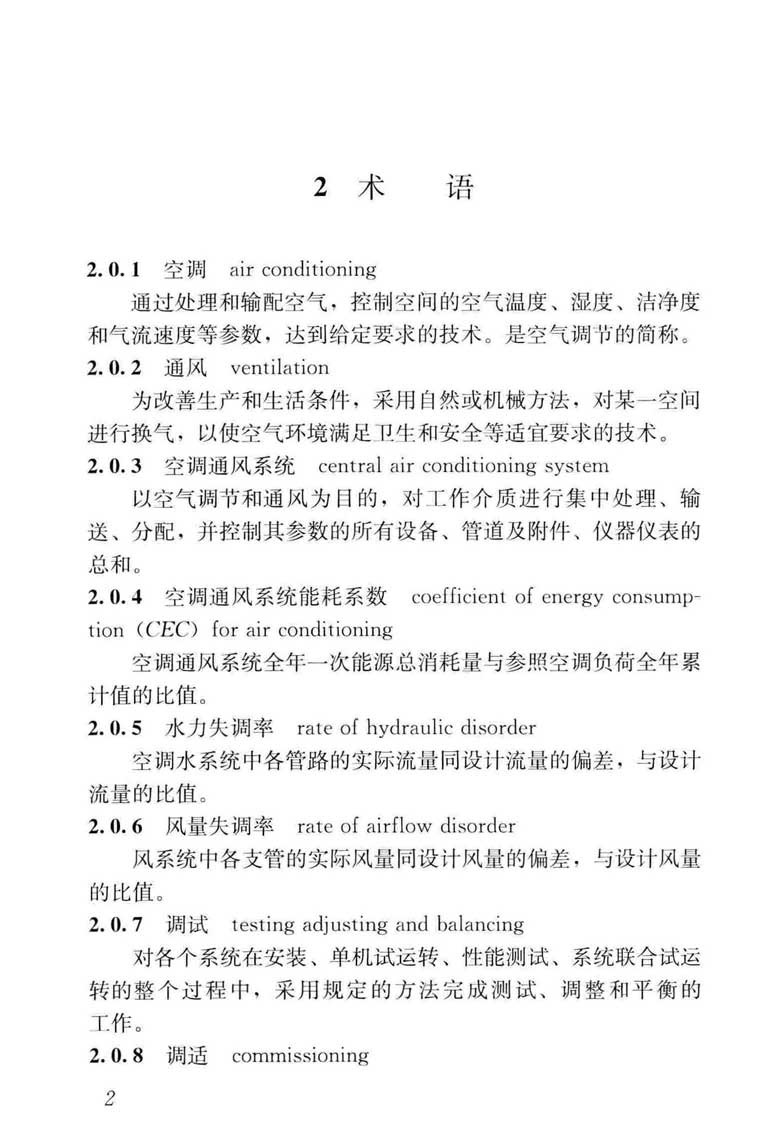 2 术 语
2.0.1 空调 air conditioning
通过处理和输配空气，控制空间的空气温度、湿度、洁净度
和气流速度等参数，达到给定要求的技术。是空气调节的简称。
2.0.2 通风 ventilation
为改善生产和生活条件，采用自然或机械方法，对某一空间
进行换气，以使空气环境满足卫生和安全等适宜要求的技术。
2.0.3 空调通风系统 central air conditioning system
以空气调节和通风为目的，对工作介质进行集中处理、输
送、分配，并控制其参数的所有设备、管道及附件、仪器仪表的
总和。
2.0.4 空调通风系统能耗系数 coefficient of energy consump-
tion（CEC）for air conditioning
空调通风系统全年一次能源总消耗量与参照空调负荷全年累
计值的比值。
2.0.5 水力失调率 rate of hydraulic disorder
空调水系统中各管路的实际流量同设计流量的偏差，与设计
流量的比值。
2.0.6 风量失调率 rate of airflow disorder
风系统中各支管的实际风量同设计风量的偏差，与设计风量
的比值。
2.0.7 调试 testing adjusting and balancing
对各个系统在安装、单机试运转、性能测试、系统联合试运
转的整个过程中，采用规定的方法完成测试、调整和平衡的
工作。
2.0.8 调适 commissioning
2